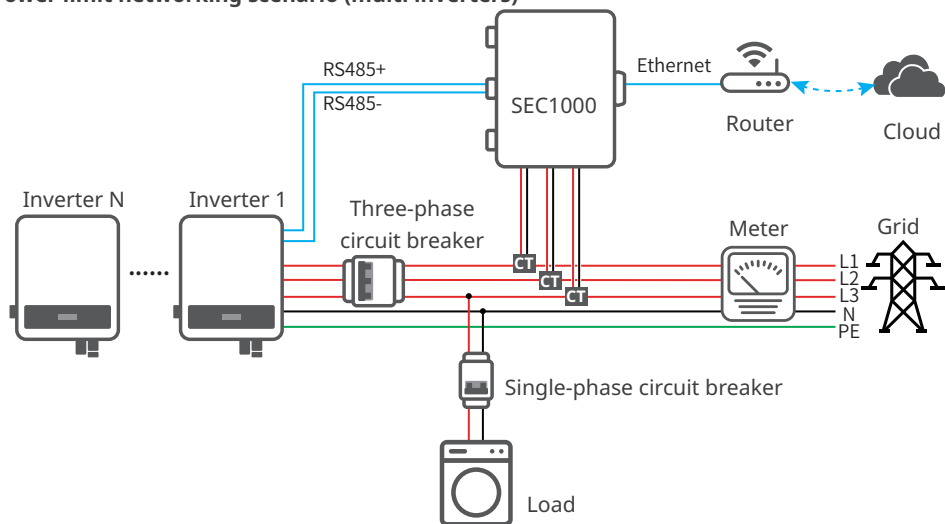 ower limit networking scenario (multi inverters)
RS485+
RS485-
SEC1000
Ethernet
Router
Cloud
Inverter N
Inverter 1
Three-phase
circuit breaker
Meter
Grid
CT
CT
CT
L1
L2
L3
N
PE
Single-phase circuit breaker
Load